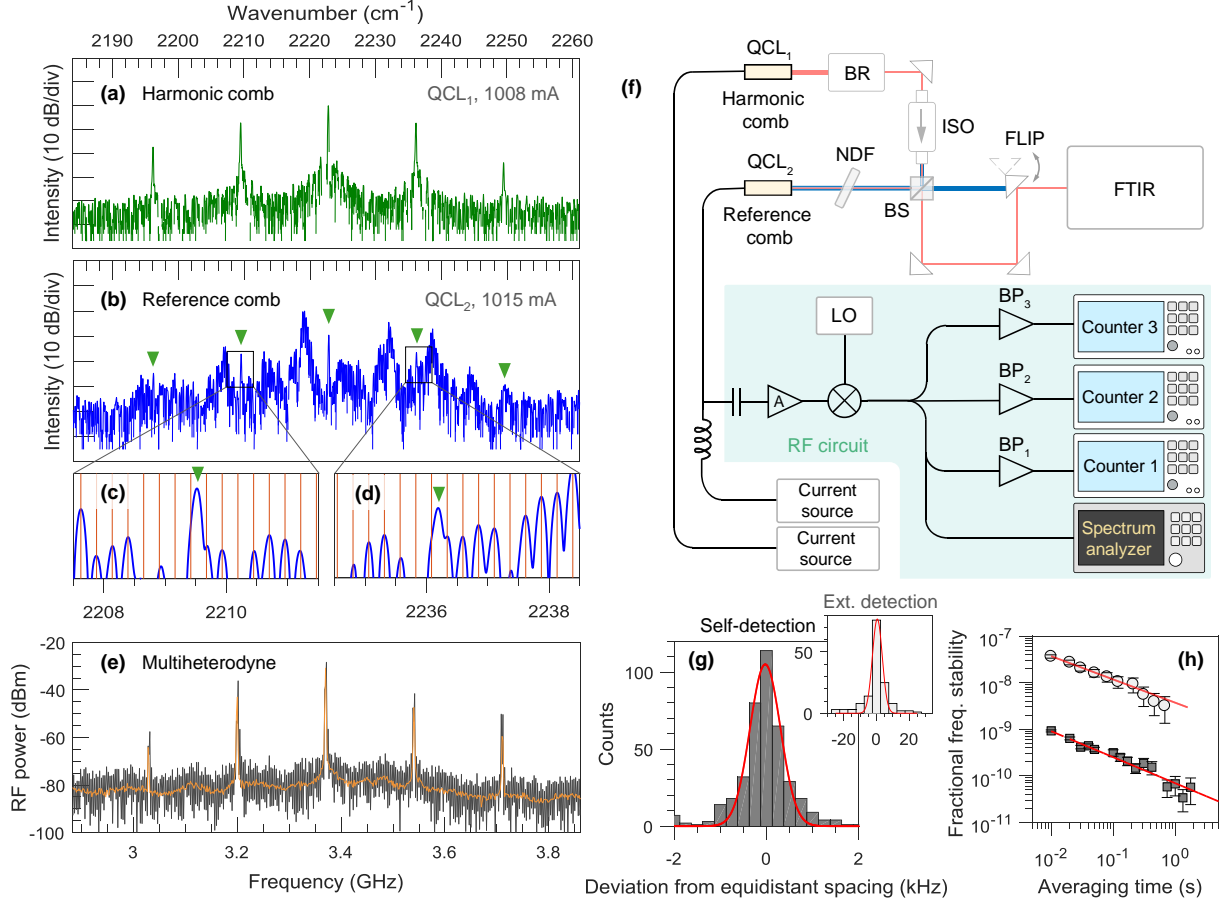 Wavenumber (cm⁻¹)
2190 2200 2210 2220 2230 2240 2250 2260
(a) Harmonic comb QCL₁, 1008 mA
Intensity (10 dB/div)
(b) Reference comb QCL₂, 1015 mA
Intensity (10 dB/div)
(c)
(d)
2208 2210 2236 2238
(e) Multiheterodyne
RF power (dBm)
-20
-40
-60
-80
-100
3 3.2 3.4 3.6 3.8
Frequency (GHz)
(f)
QCL₁
BR
Harmonic
comb
ISO
FLIP
NDF
QCL₂
FTIR
BS
Reference
comb
LO
BP₃
Counter 3
BP₂
Counter 2
A
RF circuit
BP₁
Counter 1
Current
source
Spectrum
analyzer
Current
source
Self-detection
Ext. detection
(g)
Counts
100
50
0
-2 0 2
Deviation from equidistant spacing (kHz)
50
0
-20 0 20
(h)
Fractional freq. stability
10⁻⁷
10⁻⁸
10⁻⁹
10⁻¹⁰
10⁻¹¹
10⁻² 10⁻¹ 10⁰
Averaging time (s)